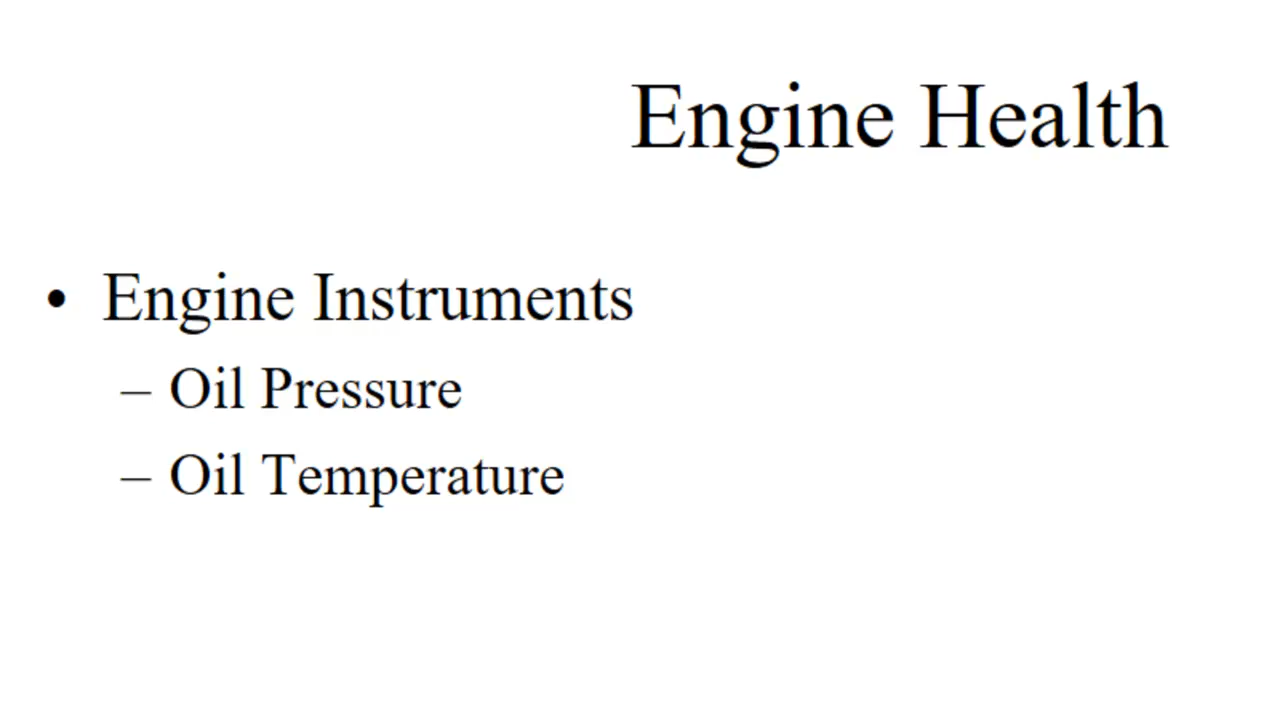 Engine Health
• Engine Instruments
– Oil Pressure
– Oil Temperature